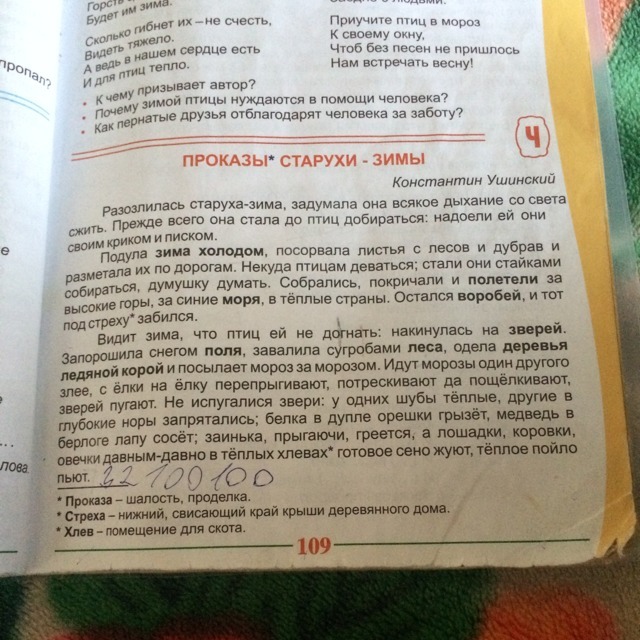 Будет им зима.
Сколько гибнет их – не счесть,
Видеть тяжело.
А ведь в нашем сердце есть
И для птиц тепло.
Приучите птиц в мороз
К своему окну,
Чтоб без песен не пришлось
Нам встречать весну!
пропал?
• К чему призывает автор?
• Почему зимой птицы нуждаются в помощи человека?
• Как пернатые друзья отблагодарят человека за заботу?
Ч
ПРОКАЗЫ* СТАРУХИ - ЗИМЫ
Константин Ушинский
Разозлилась старуха-зима, задумала она всякое дыхание со света
сжить. Прежде всего она стала до птиц добираться: надоели ей они
своим криком и писком.
Подула зима холодом, посорвала листья с лесов и дубрав и
разметала их по дорогам. Некуда птицам деваться; стали они стайками
собираться, думушку думать. Собрались, покричали и полетели за
высокие горы, за синие моря, в тёплые страны. Остался воробей, и тот
под стреху* забился.
Видит зима, что птиц ей не догнать: накинулась на зверей.
Запорошила снегом поля, завалила сугробами леса, одела деревья
ледяной корой и посылает мороз за морозом. Идут морозы один другого
злее, с ёлки на ёлку перепрыгивают, потрескивают да пощёлкивают,
зверей пугают. Не испугалися звери: у одних шубы тёплые, другие в
глубокие норы запрятались; белка в дупле орешки грызёт, медведь в
берлоге лапу сосёт; заинька, прыгаючи, греется, а лошадки, коровки,
овечки давным-давно в тёплых хлевах* готовое сено жуют, тёплое пойло
пьют.
* Проказа – шалость, проделка.
* Стреха – нижний, свисающий край крыши деревянного дома.
* Хлев – помещение для скота.
109